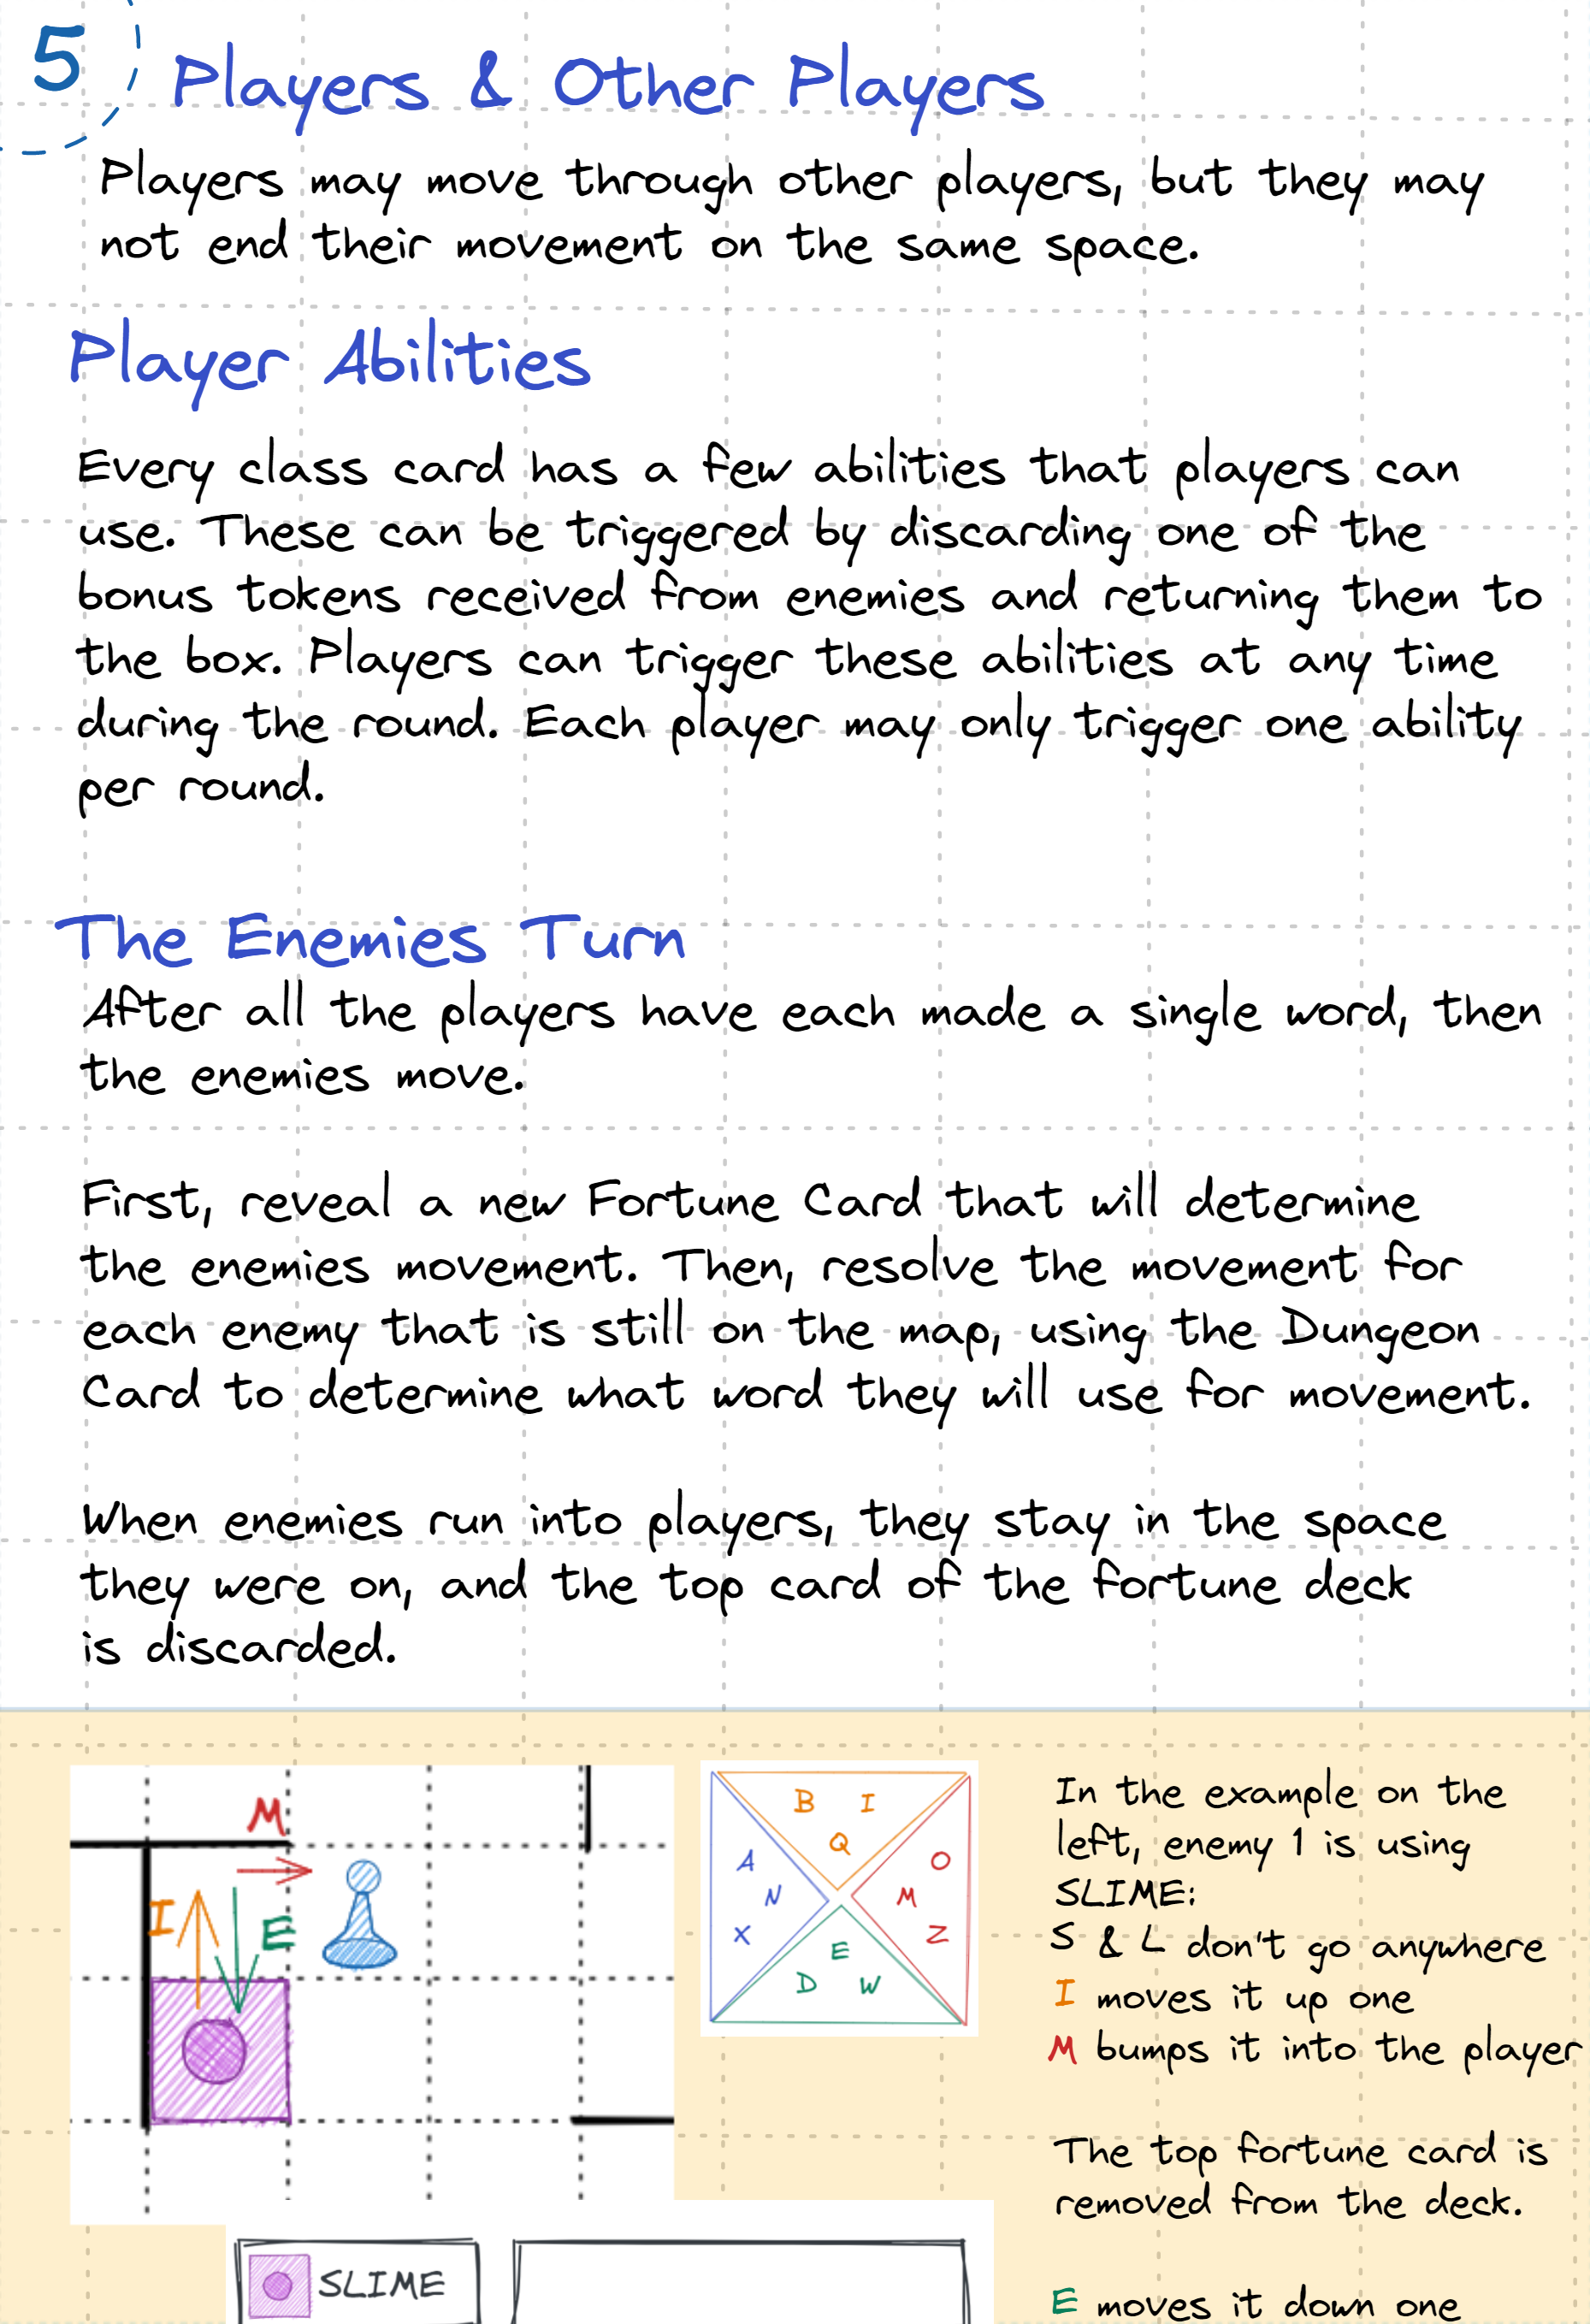 5
Players & Other Players
Players may move through other players, but they may
not end their movement on the same space.
Player Abilities
Every class card has a few abilities that players can
use. These can be triggered by discarding one of the
bonus tokens received from enemies and returning them to
the box. Players can trigger these abilities at any time
during the round. Each player may only trigger one ability
per round.
The Enemies Turn
After all the players have each made a single word, then
the enemies move.
First, reveal a new Fortune Card that will determine
the enemies movement. Then, resolve the movement for
each enemy that is still on the map, using the Dungeon
Card to determine what word they will use for movement.
When enemies run into players, they stay in the space
they were on, and the top card of the fortune deck
is discarded.
M
I
E
B I
Q
A
N
X
O
M
Z
E
D W
In the example on the
left, enemy 1 is using
SLIME:
S & L don't go anywhere
I moves it up one
M bumps it into the player
The top fortune card is
removed from the deck.
E moves it down one
SLIME